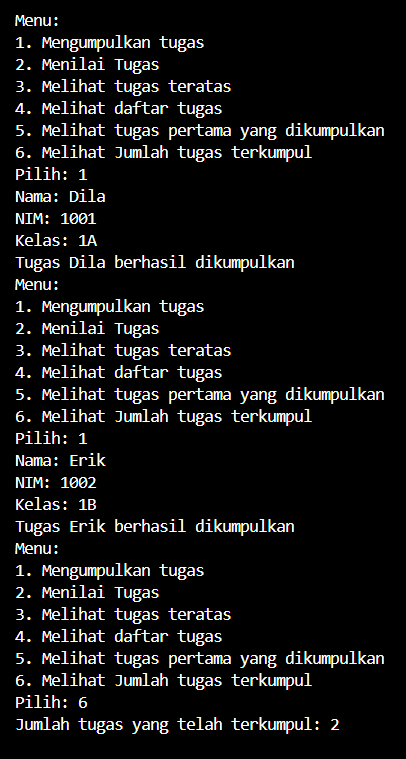 Menu:
1. Mengumpulkan tugas
2. Menilai Tugas
3. Melihat tugas teratas
4. Melihat daftar tugas
5. Melihat tugas pertama yang dikumpulkan
6. Melihat Jumlah tugas terkumpul
Pilih: 1
Nama: Dila
NIM: 1001
Kelas: 1A
Tugas Dila berhasil dikumpulkan
Menu:
1. Mengumpulkan tugas
2. Menilai Tugas
3. Melihat tugas teratas
4. Melihat daftar tugas
5. Melihat tugas pertama yang dikumpulkan
6. Melihat Jumlah tugas terkumpul
Pilih: 1
Nama: Erik
NIM: 1002
Kelas: 1B
Tugas Erik berhasil dikumpulkan
Menu:
1. Mengumpulkan tugas
2. Menilai Tugas
3. Melihat tugas teratas
4. Melihat daftar tugas
5. Melihat tugas pertama yang dikumpulkan
6. Melihat Jumlah tugas terkumpul
Pilih: 6
Jumlah tugas yang telah terkumpul: 2